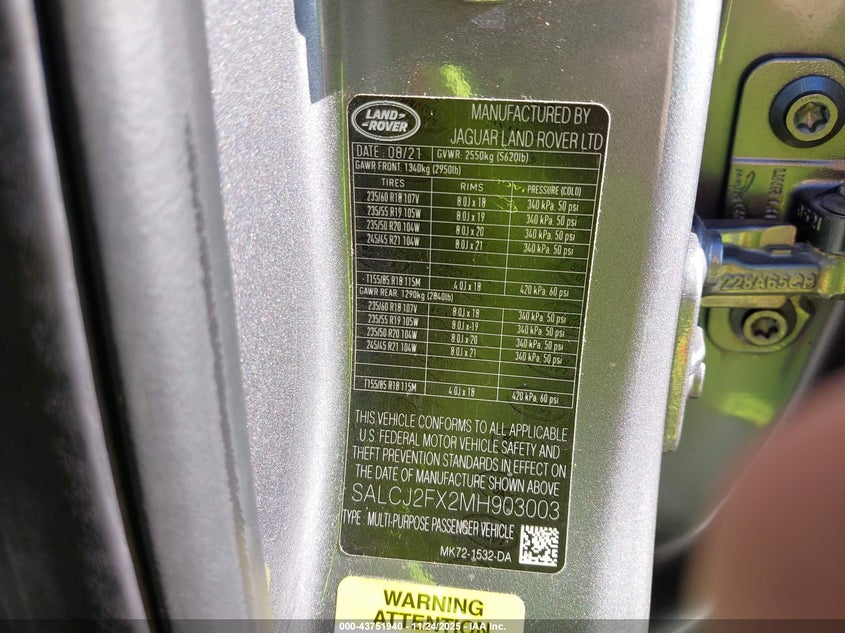 LAND
ROVER
MANUFACTURED BY
JAGUAR LAND ROVER LTD
DATE: 08/21 GVWR: 2550kg (5620lb)
GAWR FRONT: 1340kg (2950lb)
TIRES RIMS PRESSURE (COLD)
235/60 R18 107V 8.0J x 18 340 kPa, 50 psi
235/55 R19 105W 8.0J x 19 340 kPa, 50 psi
235/50 R20 104W 8.0J x 20 340 kPa, 50 psi
245/45 R21 104W 8.0J x 21 340 kPa, 50 psi
T155/85 R18 115M 4.0J x 18 420 kPa, 60 psi
GAWR REAR: 1290kg (2840lb)
235/60 R18 107V 8.0J x 18 340 kPa, 50 psi
235/55 R19 105W 8.0J x 19 340 kPa, 50 psi
235/50 R20 104W 8.0J x 20 340 kPa, 50 psi
245/45 R21 104W 8.0J x 21 340 kPa, 50 psi
T155/85 R18 115M 4.0J x 18 420 kPa, 60 psi
THIS VEHICLE CONFORMS TO ALL APPLICABLE
U.S. FEDERAL MOTOR VEHICLE SAFETY AND
THEFT PREVENTION STANDARDS IN EFFECT ON
THE DATE OF MANUFACTURE SHOWN ABOVE
SALCJ2FX2MH903003
TYPE: MULTI-PURPOSE PASSENGER VEHICLE
MK72-1532-DA
WARNING
ATTENTION
228A65
000-43751940 - 11/24/2025 - IAA Inc.